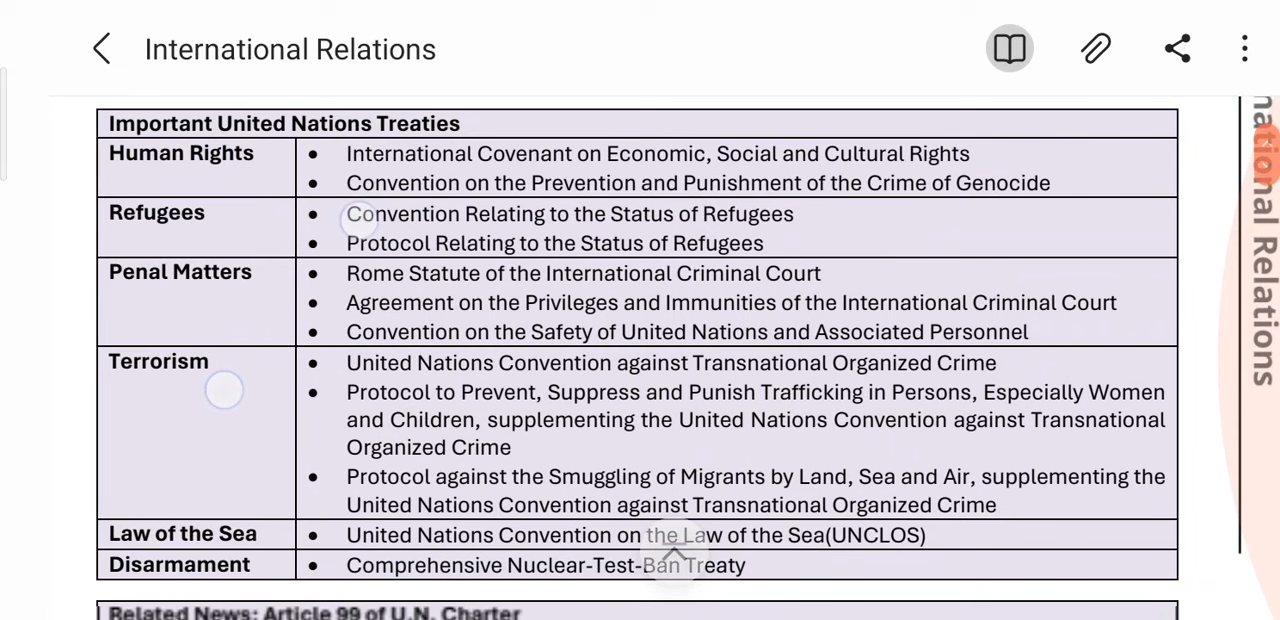 International Relations
Important United Nations Treaties
Human Rights
• International Covenant on Economic, Social and Cultural Rights
• Convention on the Prevention and Punishment of the Crime of Genocide
Refugees
• Convention Relating to the Status of Refugees
• Protocol Relating to the Status of Refugees
Penal Matters
• Rome Statute of the International Criminal Court
• Agreement on the Privileges and Immunities of the International Criminal Court
• Convention on the Safety of United Nations and Associated Personnel
Terrorism
• United Nations Convention against Transnational Organized Crime
• Protocol to Prevent, Suppress and Punish Trafficking in Persons, Especially Women
and Children, supplementing the United Nations Convention against Transnational
Organized Crime
• Protocol against the Smuggling of Migrants by Land, Sea and Air, supplementing the
United Nations Convention against Transnational Organized Crime
Law of the Sea
• United Nations Convention on the Law of the Sea(UNCLOS)
Disarmament
• Comprehensive Nuclear-Test-Ban Treaty
Related News: Article 99 of U.N. Charter
national Relations